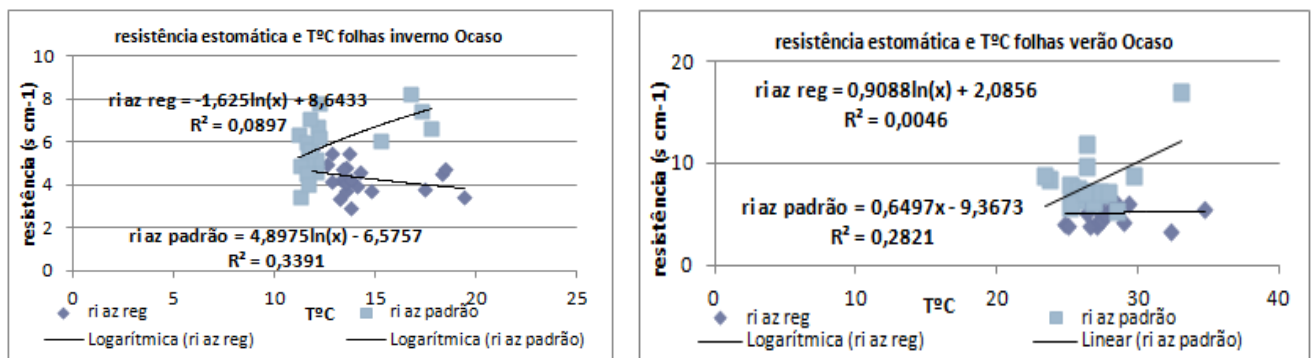 resistência estomática e TºC folhas inverno Ocaso
10
8
6
4
2
0
resistência (s cm-1)
ri az reg = -1,625ln(x) + 8,6433
R² = 0,0897
ri az padrão = 4,8975ln(x) - 6,5757
R² = 0,3391
0 5 10 15 20 25
TºC
ri az reg
ri az padrão
Logarítmica (ri az reg)
Logarítmica (ri az padrão)
resistência estomática e TºC folhas verão Ocaso
20
10
0
resistência (s cm-1)
ri az reg = 0,9088ln(x) + 2,0856
R² = 0,0046
ri az padrão = 0,6497x - 9,3673
R² = 0,2821
0 10 20 30 40
TºC
ri az reg
ri az padrão
Logarítmica (ri az reg)
Linear (ri az padrão)